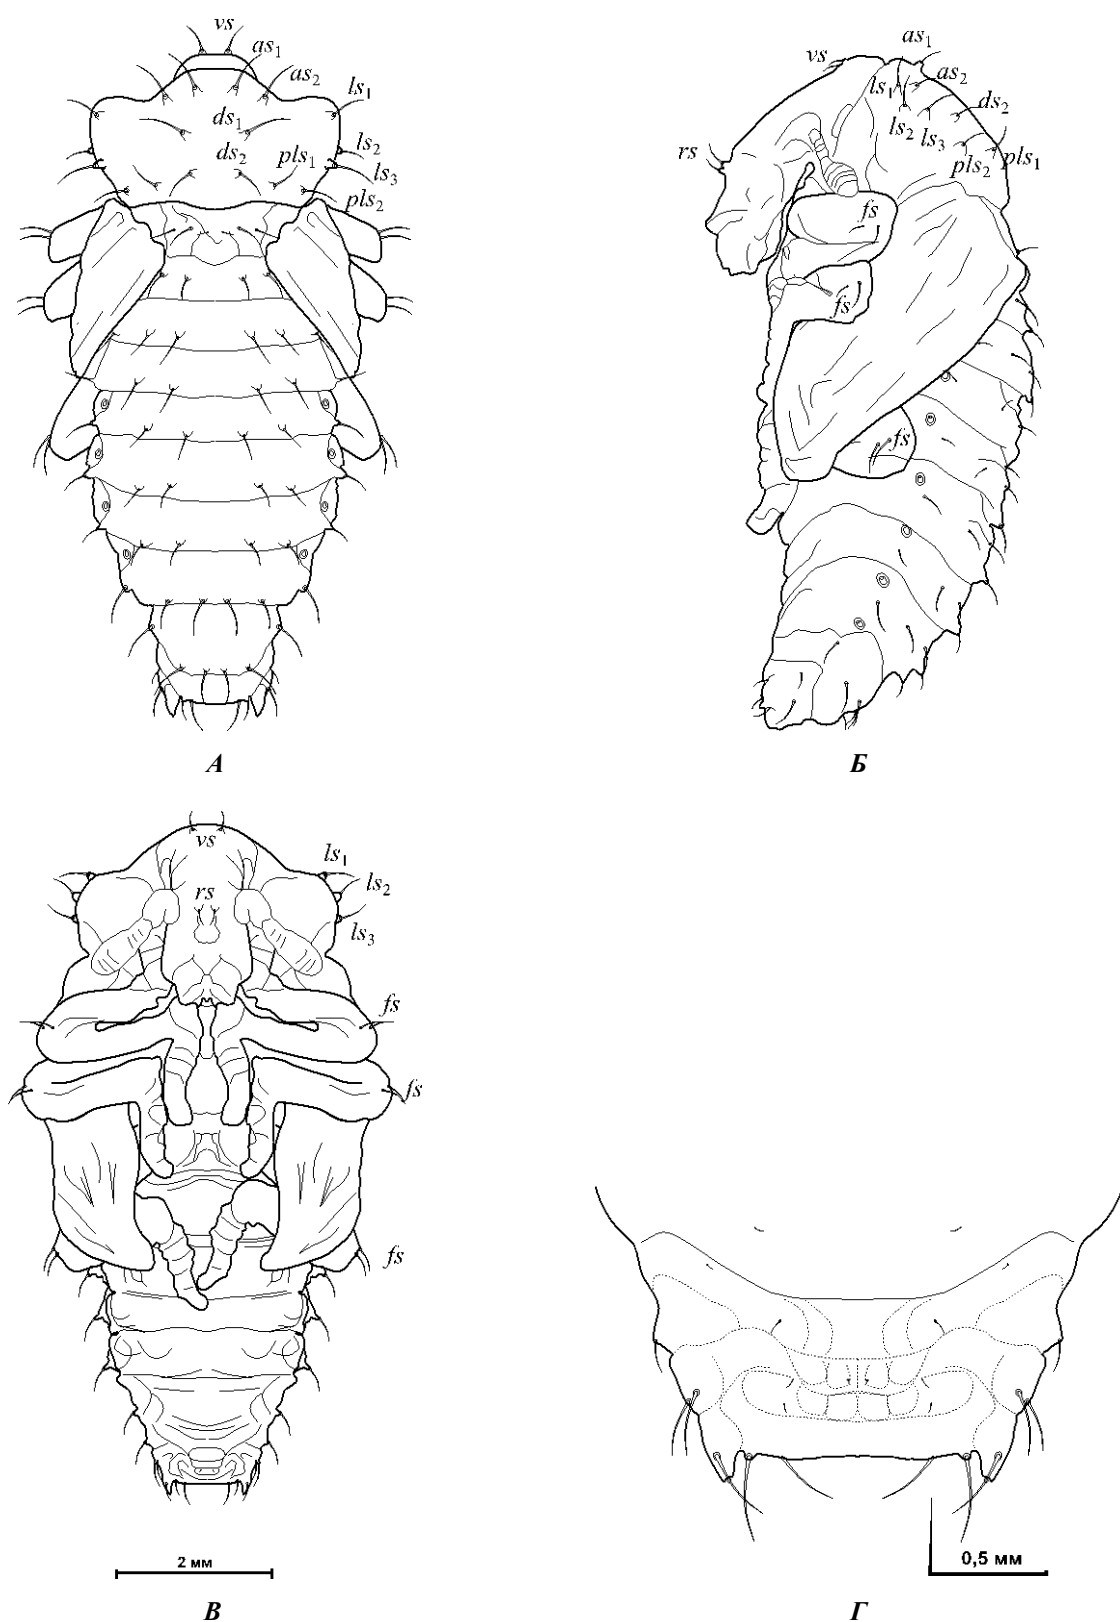 vs
as1
as2
ls1
ds1
ls2
ds2
pls1
ls3
pls2
А
as1
vs
as2
ls1
ds2
ls2
ls3
rs
pls2
pls1
fs
fs
fs
Б
vs
ls1
ls2
rs
ls3
fs
fs
fs
2 мм
В
0,5 мм
Г